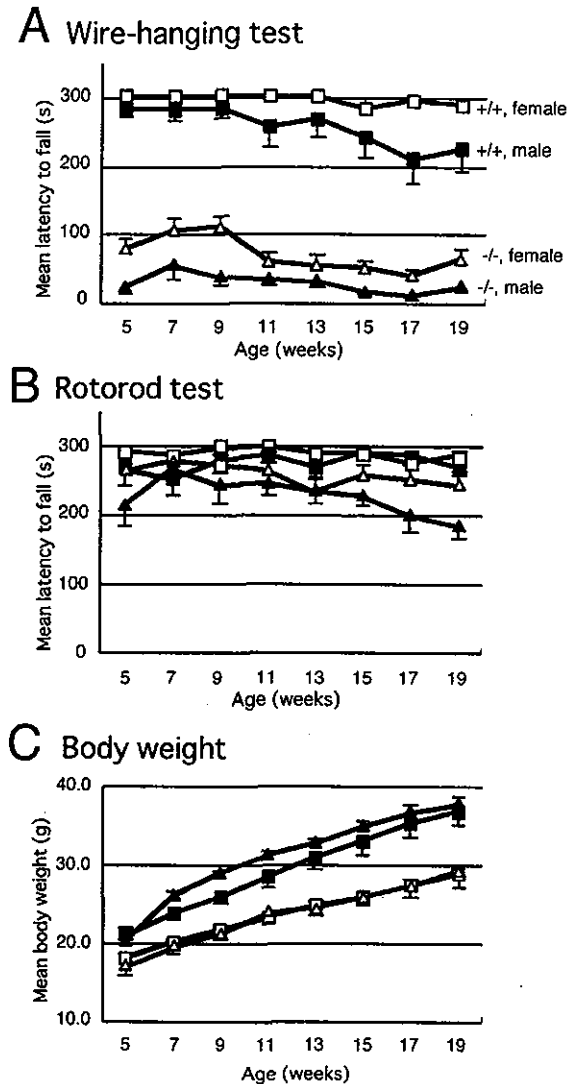 A Wire-hanging test
Mean latency to fall (s)
300
200
100
0
+/+, female
+/+, male
-/-, female
-/-, male
5 7 9 11 13 15 17 19
Age (weeks)
B Rotorod test
Mean latency to fall (s)
300
200
100
0
5 7 9 11 13 15 17 19
Age (weeks)
C Body weight
Mean body weight (g)
40.0
30.0
20.0
10.0
5 7 9 11 13 15 17 19
Age (weeks)